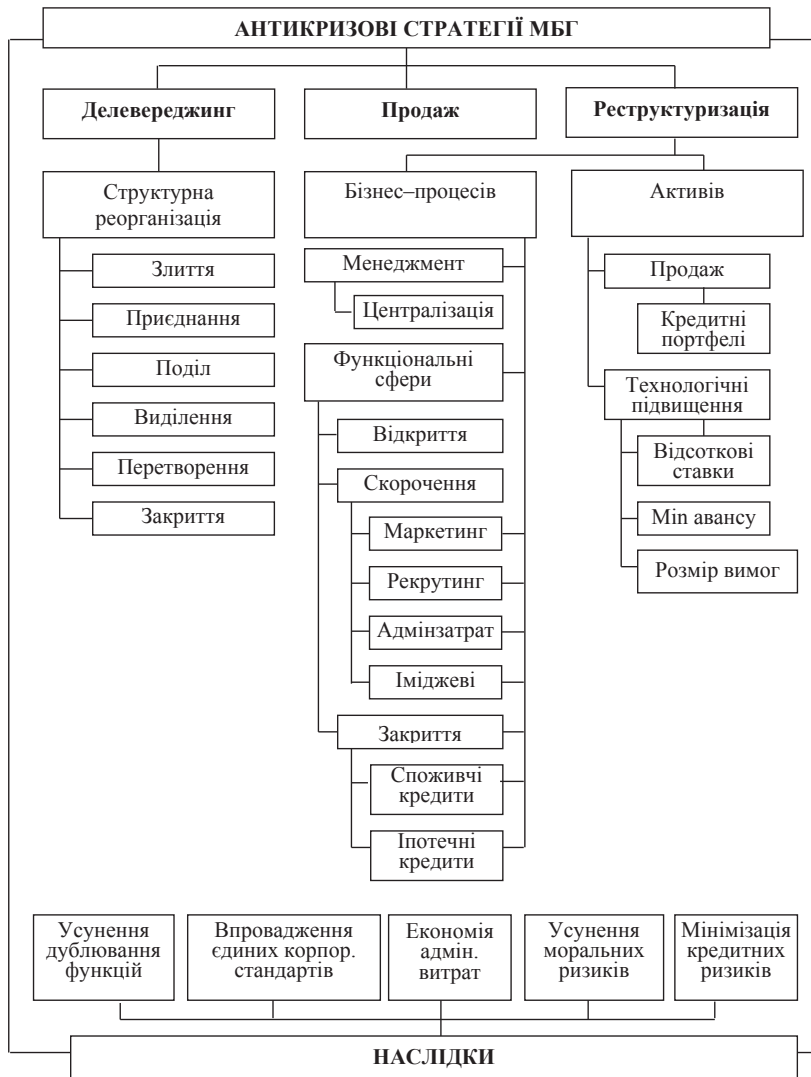 АНТИКРИЗОВІ СТРАТЕГІЇ МБГ
Делевереджинг
Продаж
Реструктуризація
Структурна
реорганізація
Злиття
Приєднання
Поділ
Виділення
Перетворення
Закриття
Бізнес–процесів
Менеджмент
Централізація
Функціональні
сфери
Відкриття
Скорочення
Маркетинг
Рекрутинг
Адмінзатрат
Іміджеві
Закриття
Споживчі
кредити
Іпотечні
кредити
Активів
Продаж
Кредитні
портфелі
Технологічні
підвищення
Відсоткові
ставки
Min авансу
Розмір вимог
Усунення
дублювання
функцій
Впровадження
єдиних корпор.
стандартів
Економія
адмін.
витрат
Усунення
моральних
ризиків
Мінімізація
кредитних
ризиків
НАСЛІДКИ